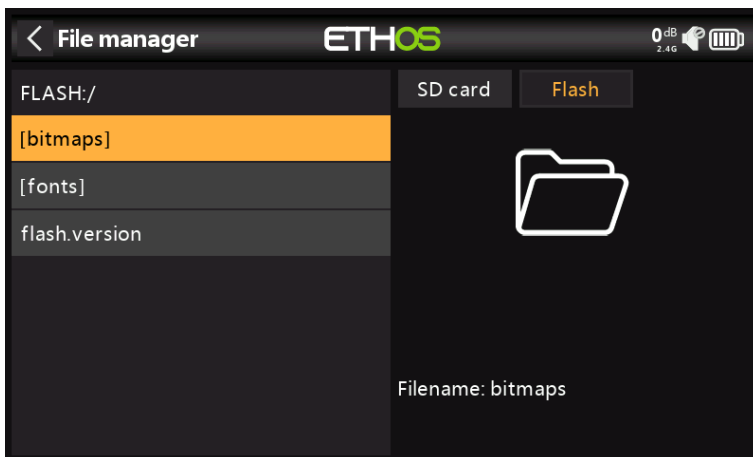 File manager
ETHOS
0dB
2.4G
FLASH:/
SD card
Flash
[bitmaps]
[fonts]
flash.version
Filename: bitmaps